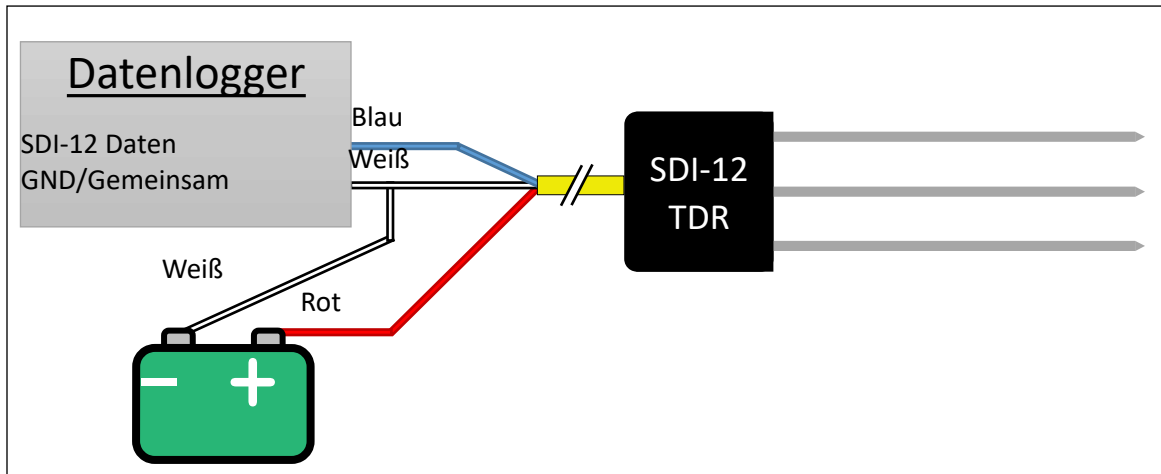 Datenlogger
SDI-12 Daten
GND/Gemeinsam
Blau
Weiß
Weiß
Rot
SDI-12
TDR